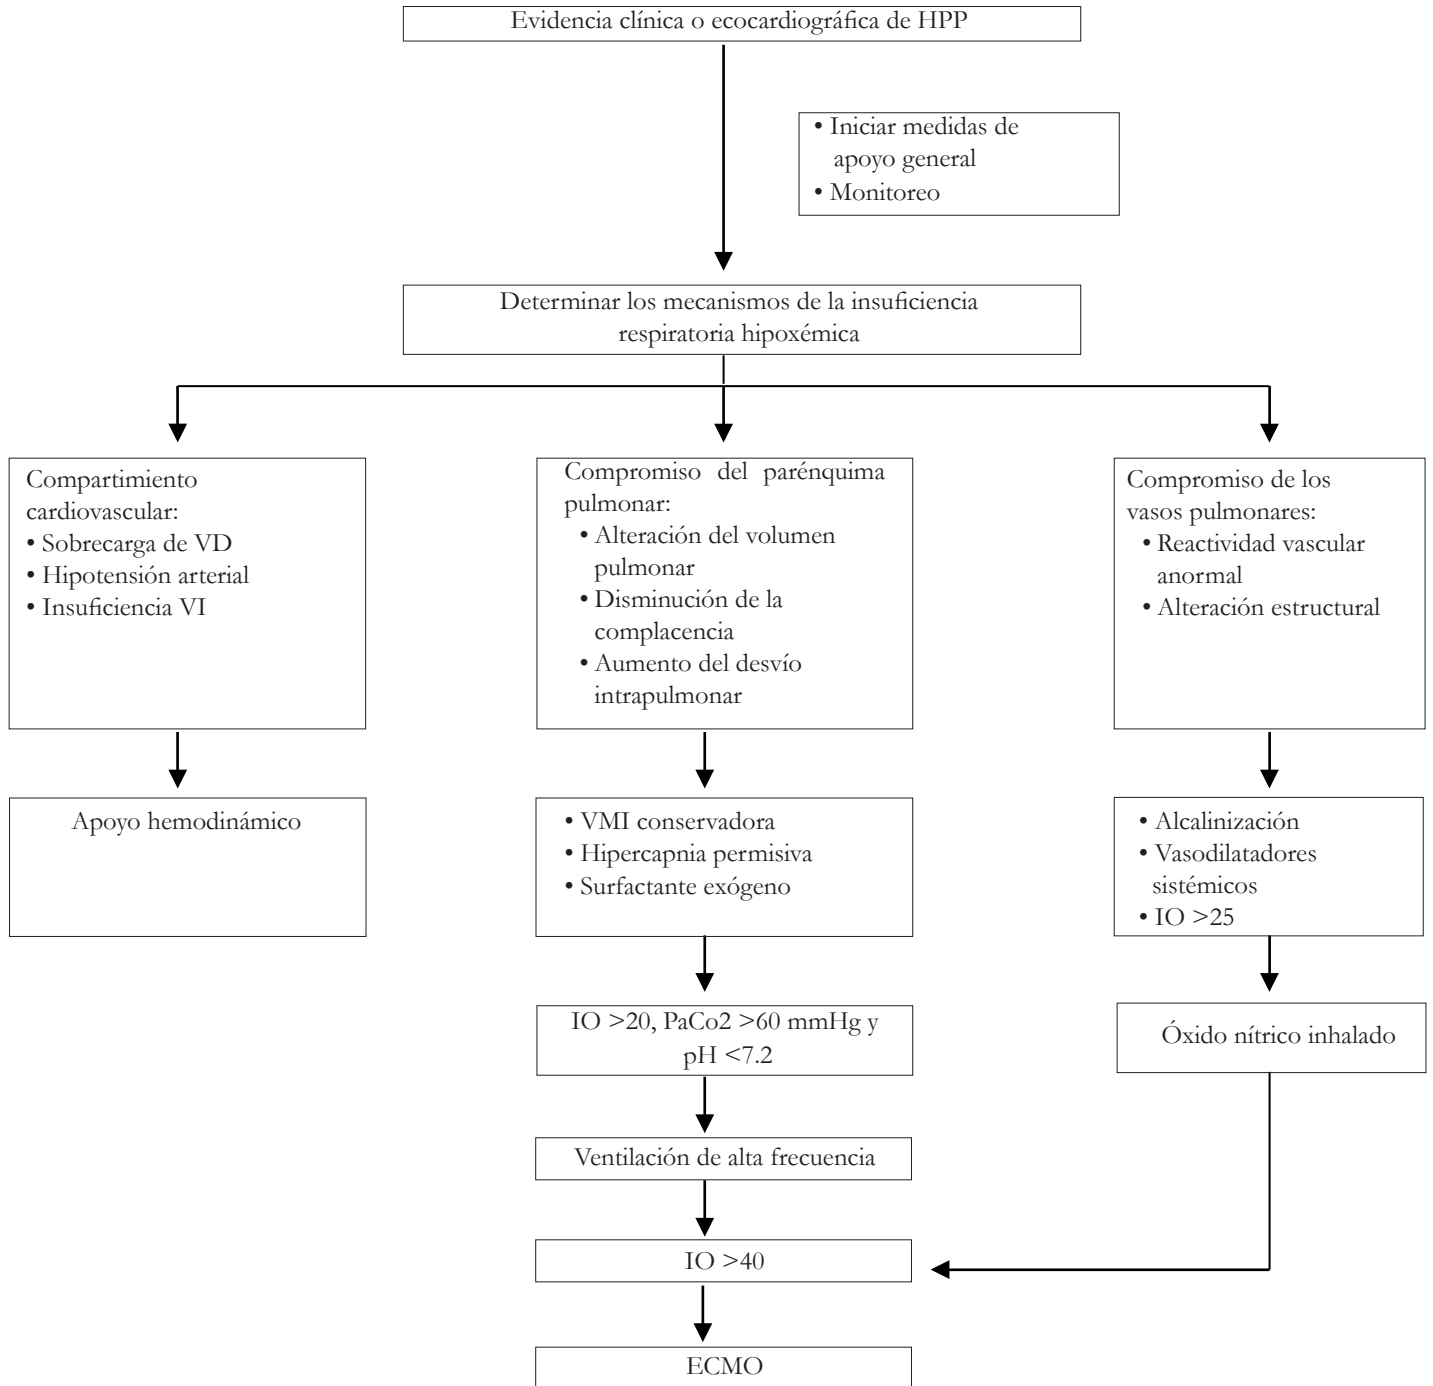 Evidencia clínica o ecocardiográfica de HPP
• Iniciar medidas de
apoyo general
• Monitoreo
Determinar los mecanismos de la insuficiencia
respiratoria hipoxémica
Compartimiento
cardiovascular:
• Sobrecarga de VD
• Hipotensión arterial
• Insuficiencia VI
Compromiso del parénquima
pulmonar:
• Alteración del volumen
pulmonar
• Disminución de la
complacencia
• Aumento del desvío
intrapulmonar
Compromiso de los
vasos pulmonares:
• Reactividad vascular
anormal
• Alteración estructural
Apoyo hemodinámico
• VMI conservadora
• Hipercapnia permisiva
• Surfactante exógeno
• Alcalinización
• Vasodilatadores
sistémicos
• IO >25
IO >20, PaCo2 >60 mmHg y
pH <7.2
Óxido nítrico inhalado
Ventilación de alta frecuencia
IO >40
ECMO